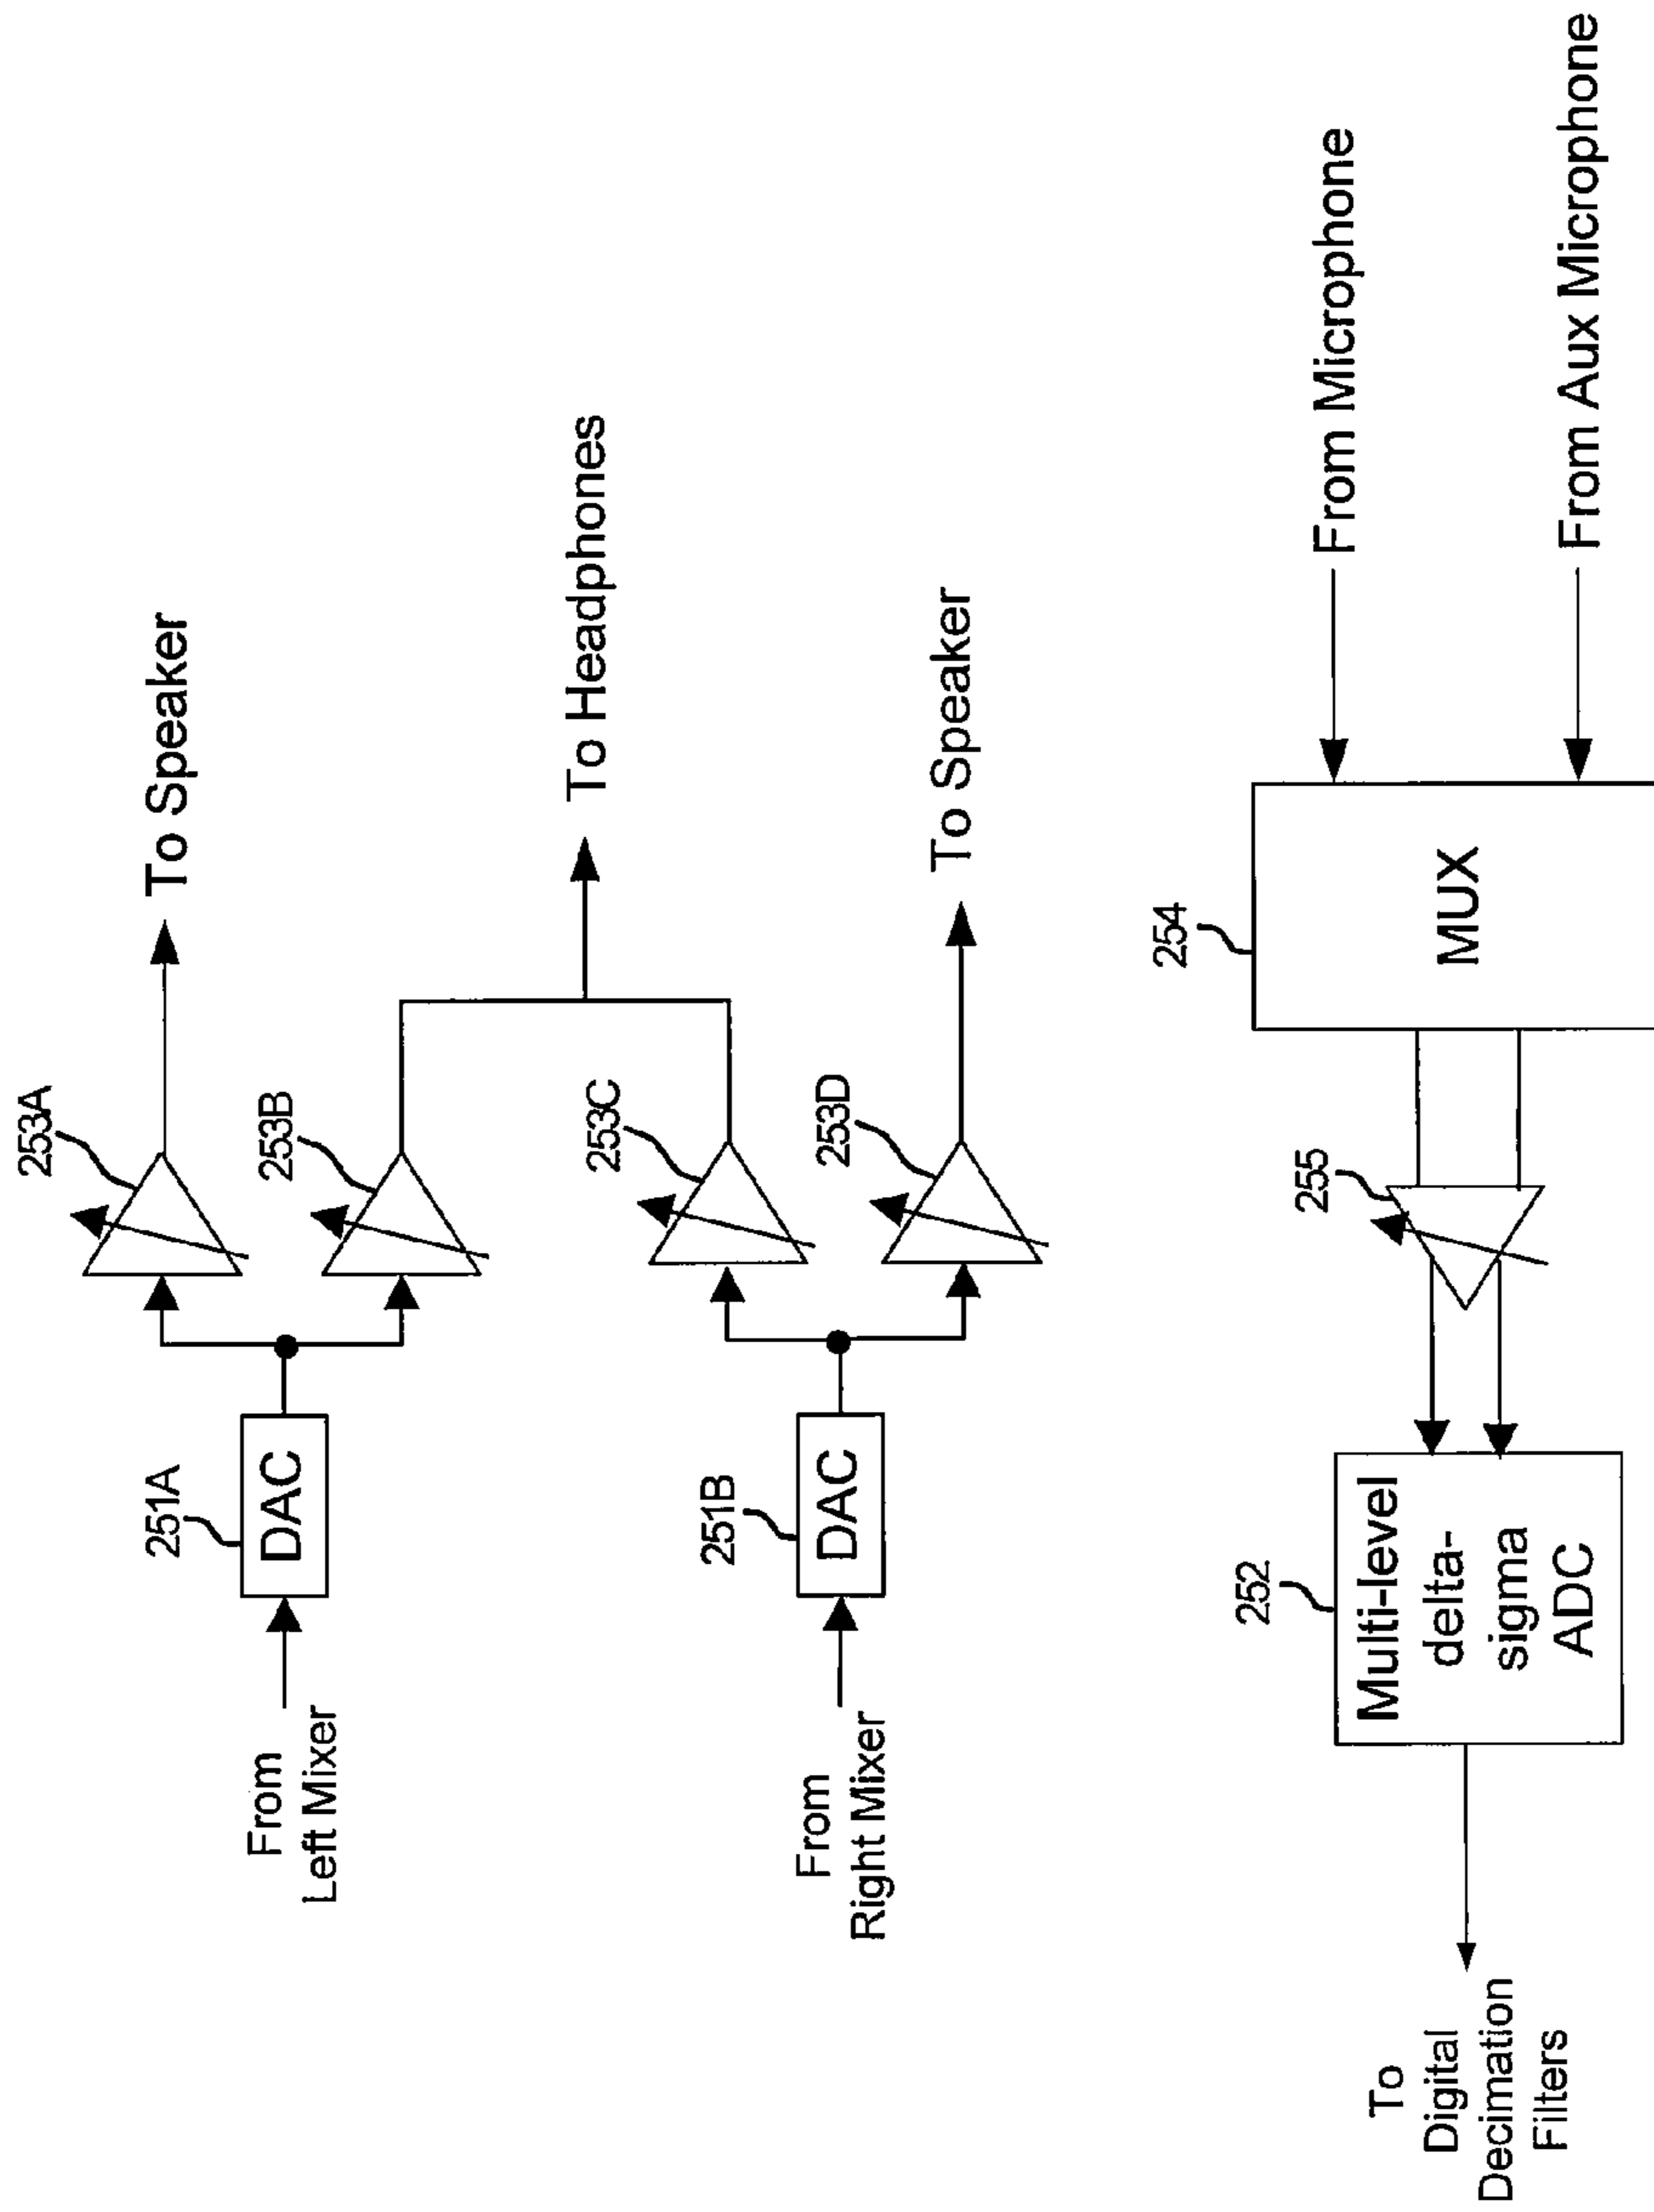 253A
To Speaker
251A
DAC
From
Left Mixer
253B
To Headphones
253C
251B
DAC
From
Right Mixer
253D
To Speaker
254
MUX
From Microphone
From Aux Microphone
255
252
Multi-level
delta-
sigma
ADC
To
Digital
Decimation
Filters